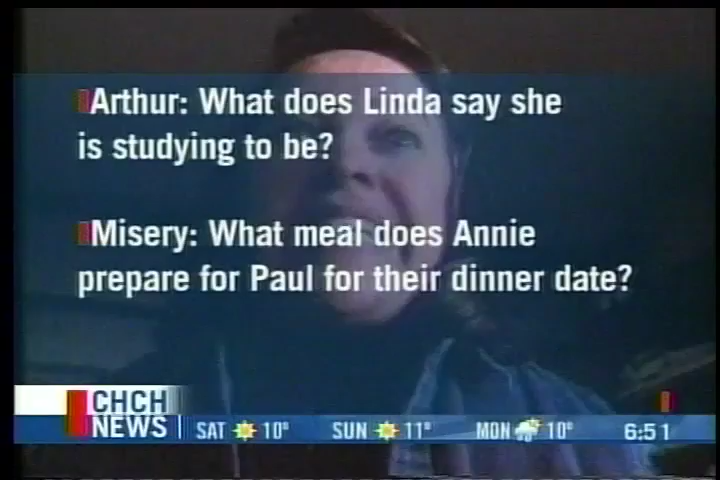 Arthur: What does Linda say she
is studying to be?
Misery: What meal does Annie
prepare for Paul for their dinner date?
CHCH
NEWS
SAT 10° SUN 11° MON 10° 6:51